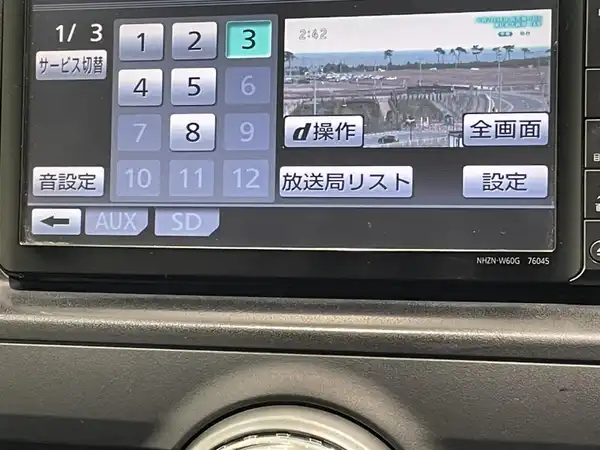 1/ 3
サービス切替
1 2 3
4 5 6
7 8 9
10 11 12
音設定
2:42
d操作
全画面
放送局リスト
設定
AUX
SD
NHZN-W60G 76045